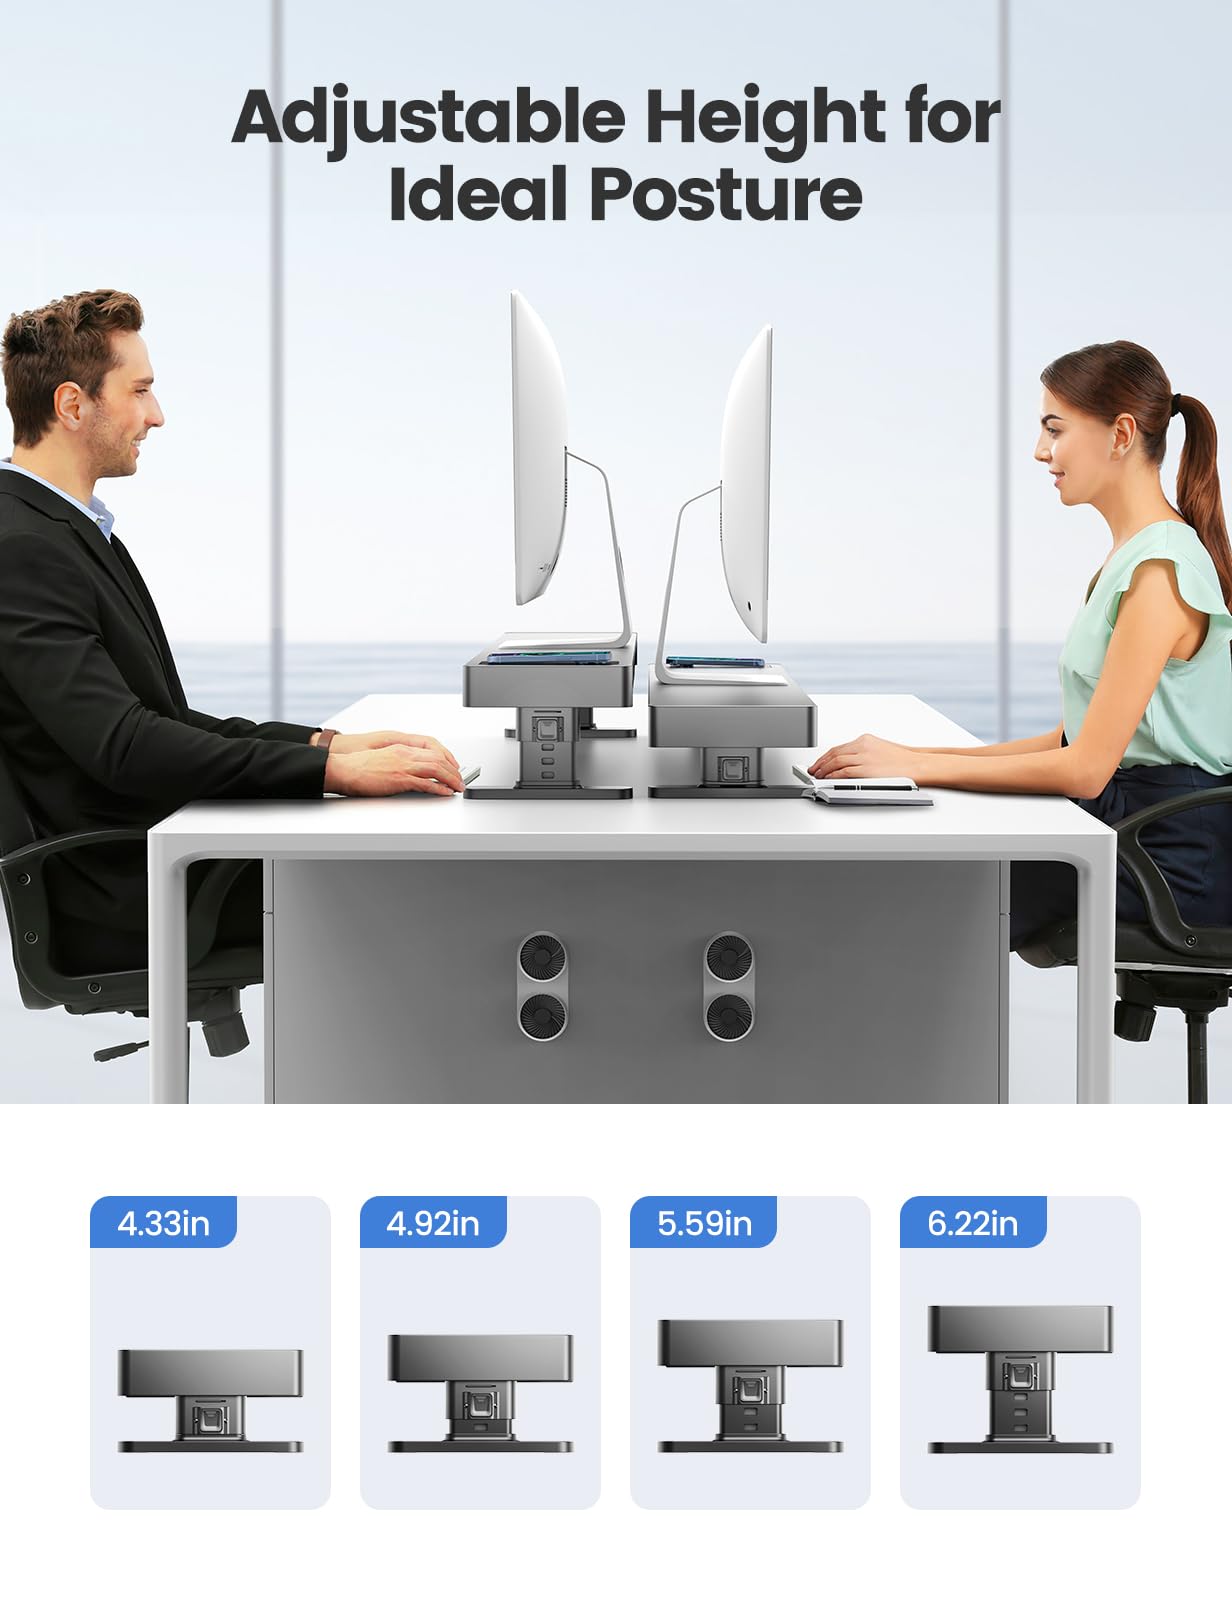 Adjustable Height for
Ideal Posture
4.33in
4.92in
5.59in
6.22in